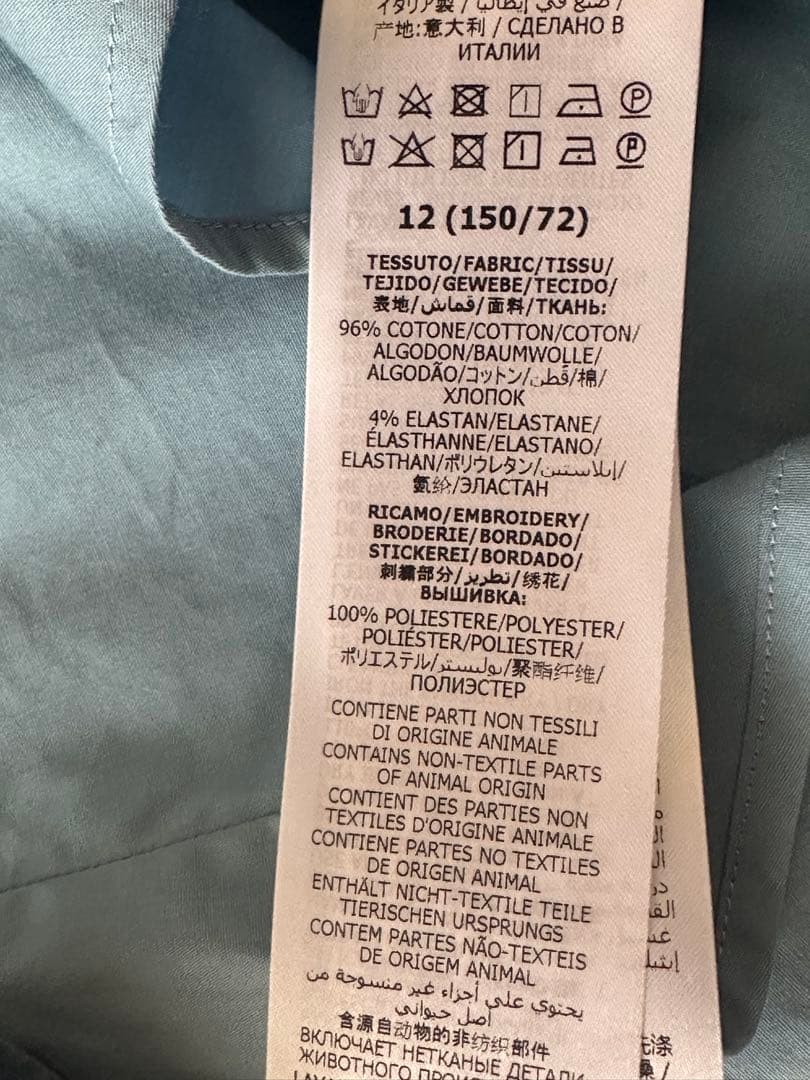 イタリア製 / صنع في إيطاليا /
产地:意大利 / СДЕЛАНО В
ИТАЛИИ
P
P
12 (150/72)
TESSUTO/FABRIC/TISSU/
TEJIDO/GEWEBE/TECIDO/
表地/قماش/面料/ТКАНЬ:
96% COTONE/COTTON/COTON/
ALGODON/BAUMWOLLE/
ALGODÃO/コットン/قطن/棉/
ХЛОПОК
4% ELASTAN/ELASTANE/
ÉLASTHANNE/ELASTANO/
ELASTHAN/ポリウレタン/إيلاستين/
氨纶/ЭЛАСТАН
RICAMO/EMBROIDERY/
BRODERIE/BORDADO/
STICKEREI/BORDADO/
刺繍部分/تطريز/绣花/
ВЫШИВКА:
100% POLIESTERE/POLYESTER/
POLIÉSTER/POLIESTER/
ポリエステル/بوليستر/聚酯纤维/
ПОЛИЭСТЕР
CONTIENE PARTI NON TESSILI
DI ORIGINE ANIMALE
CONTAINS NON-TEXTILE PARTS
OF ANIMAL ORIGIN
CONTIENT DES PARTIES NON
TEXTILES D'ORIGINE ANIMALE
CONTIENE PARTES NO TEXTILES
DE ORIGEN ANIMAL
ENTHÄLT NICHT-TEXTILE TEILE
TIERISCHEN URSPRUNGS
CONTEM PARTES NÃO-TEXTEIS
DE ORIGEM ANIMAL
يحتوي على أجزاء غير منسوجة من
أصل حيواني
含源自动物的非纺织部件
ВКЛЮЧАЕТ НЕТКАНЫЕ ДЕТАЛИ
ЖИВОТНОГО